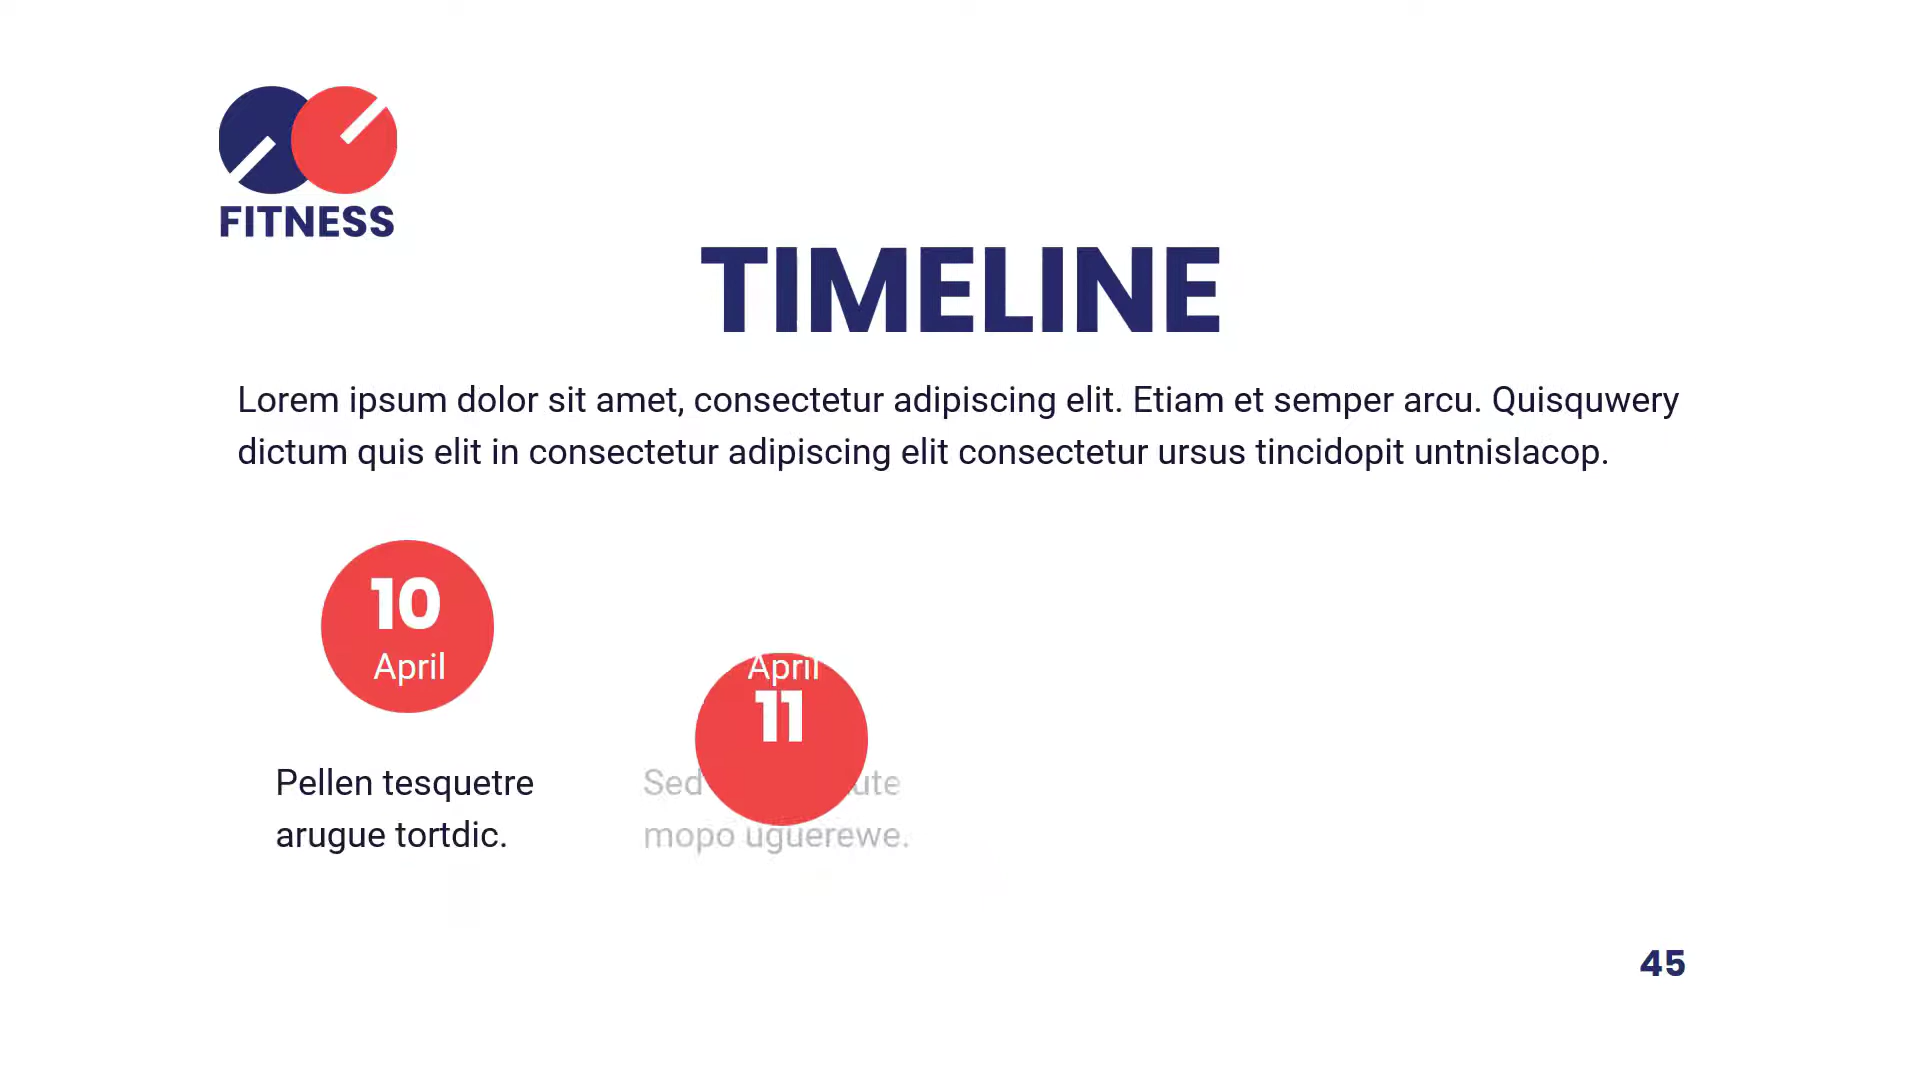 FITNESS
TIMELINE
Lorem ipsum dolor sit amet, consectetur adipiscing elit. Etiam et semper arcu. Quisquwery
dictum quis elit in consectetur adipiscing elit consectetur ursus tincidopit untnislacop.
10
April
Pellen tesquetre
arugue tortdic.
April
11
Sed
mopo uguerewe.
45